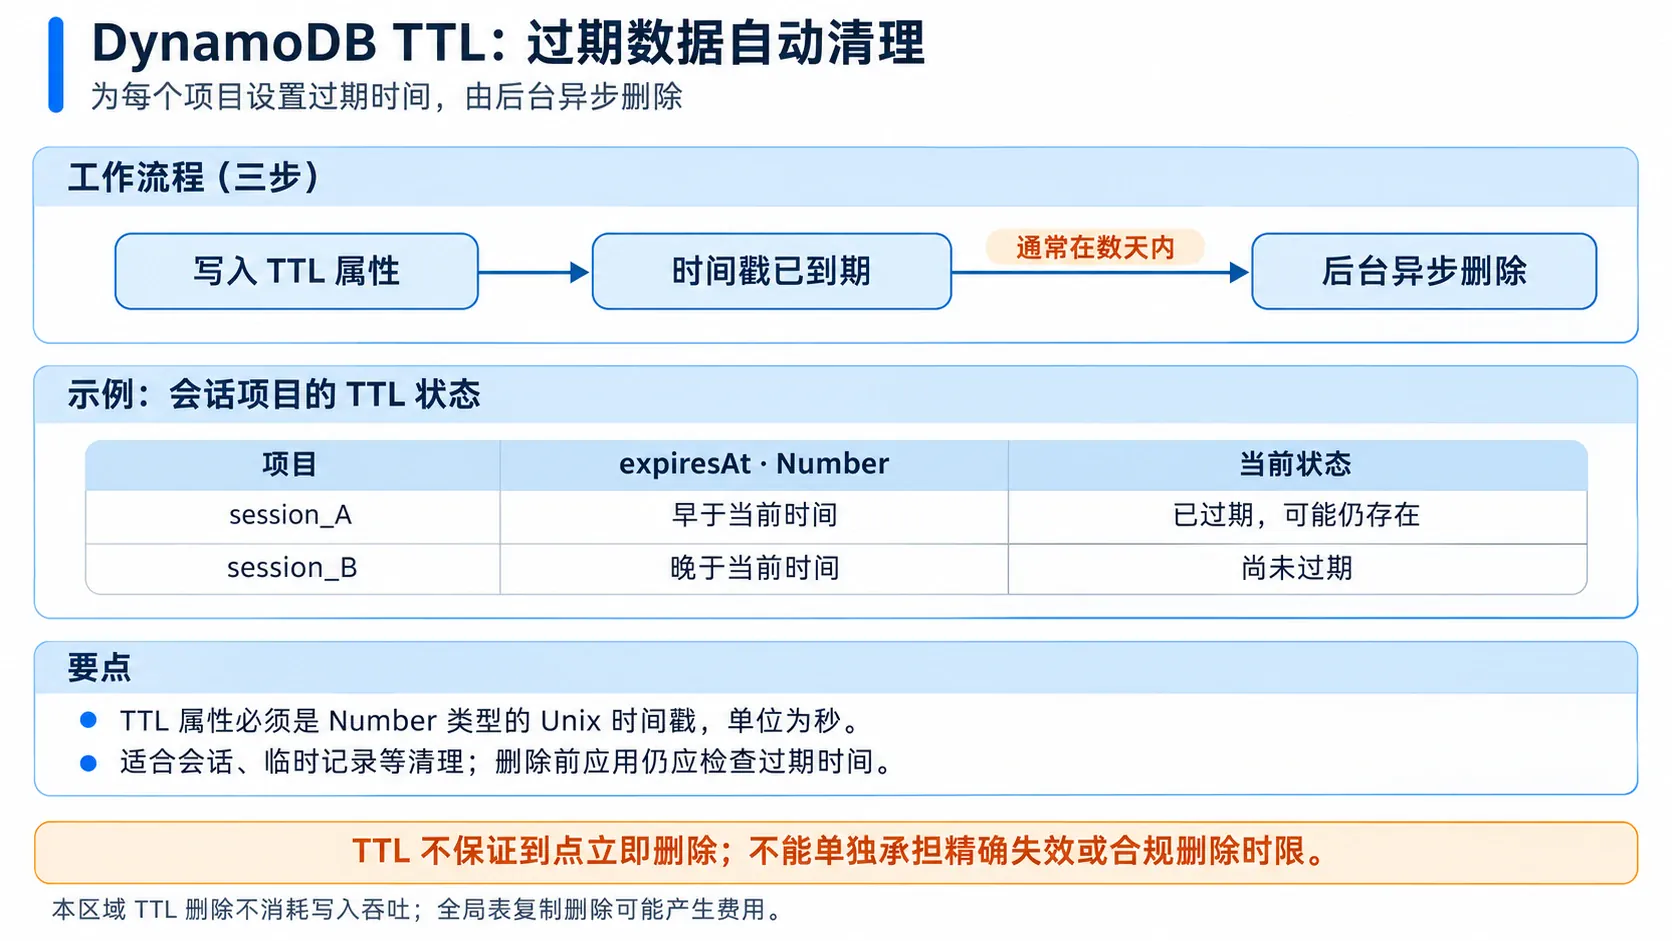 DynamoDB TTL：过期数据自动清理
为每个项目设置过期时间，由后台异步删除
工作流程（三步）
写入 TTL 属性
时间戳已到期
通常在数天内
后台异步删除
示例：会话项目的 TTL 状态
项目 expiresAt · Number 当前状态
session_A 早于当前时间 已过期，可能仍存在
session_B 晚于当前时间 尚未过期
要点
TTL 属性必须是 Number 类型的 Unix 时间戳，单位为秒。
适合会话、临时记录等清理；删除前应用仍应检查过期时间。
TTL 不保证到点立即删除；不能单独承担精确失效或合规删除时限。
本区域 TTL 删除不消耗写入吞吐；全局表复制删除可能产生费用。